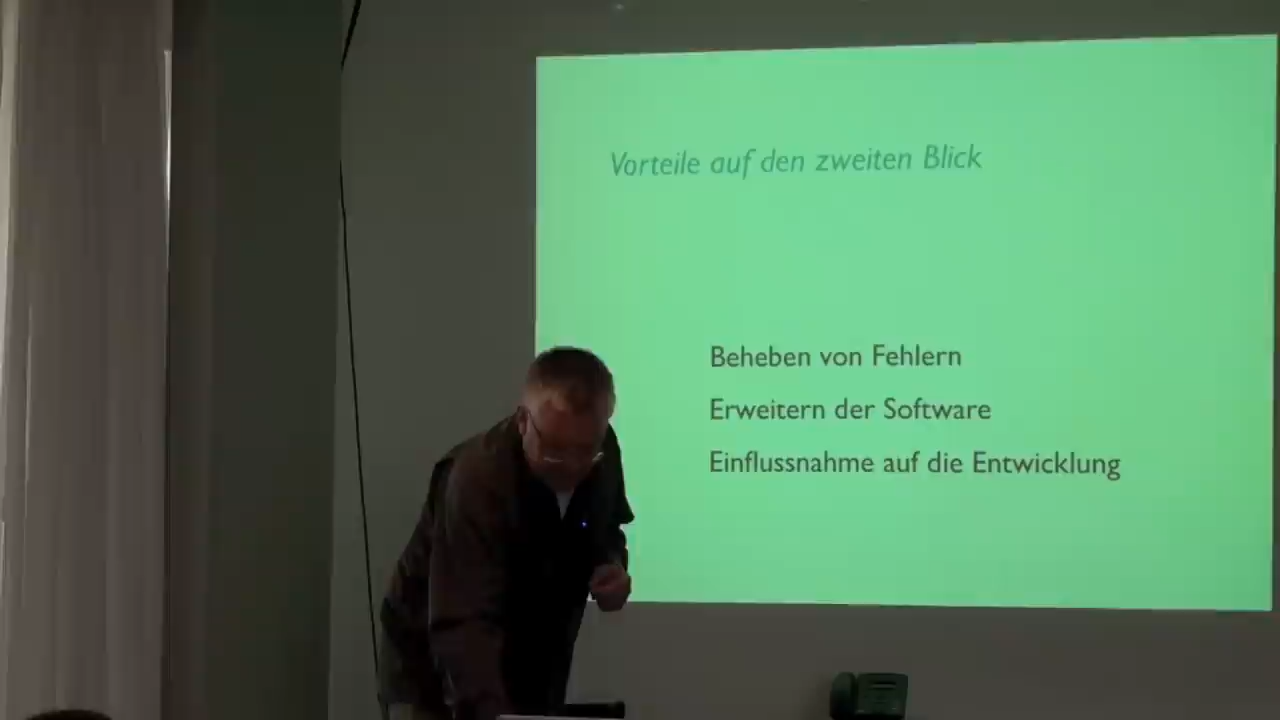 Vorteile auf den zweiten Blick
Beheben von Fehlern
Erweitern der Software
Einflussnahme auf die Entwicklung